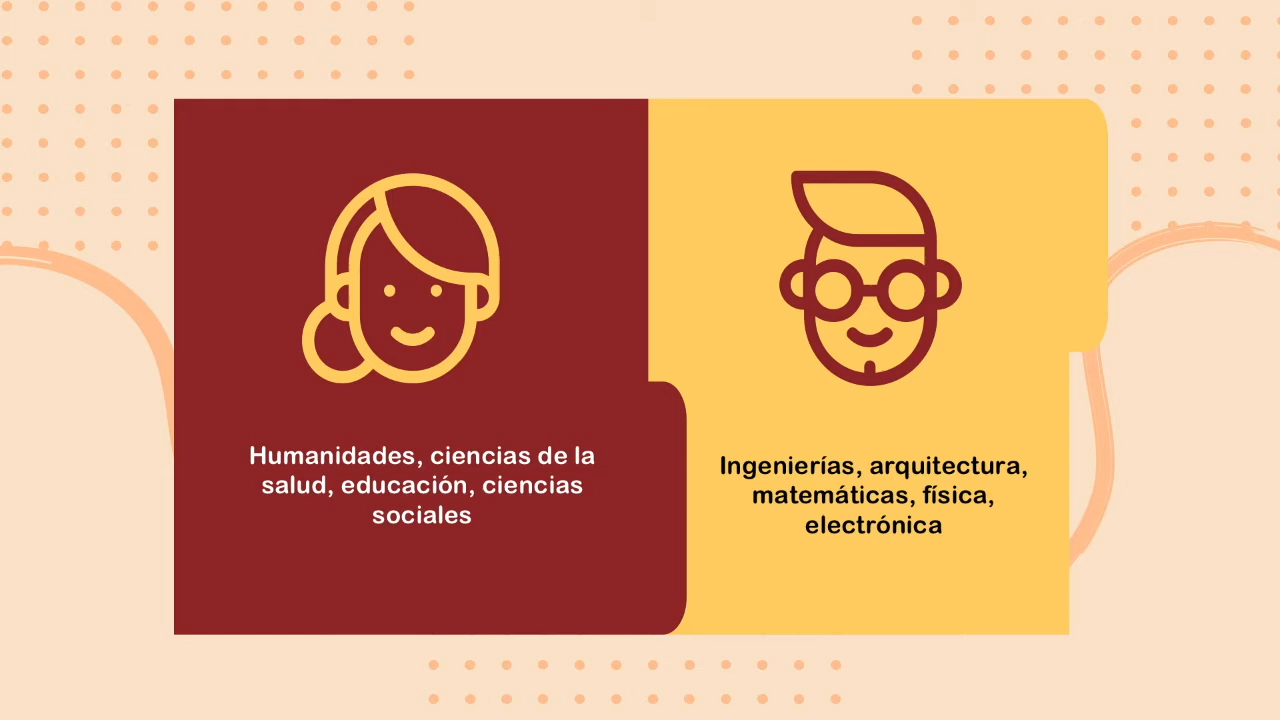 Humanidades, ciencias de la
salud, educación, ciencias
sociales
Ingenierías, arquitectura,
matemáticas, física,
electrónica